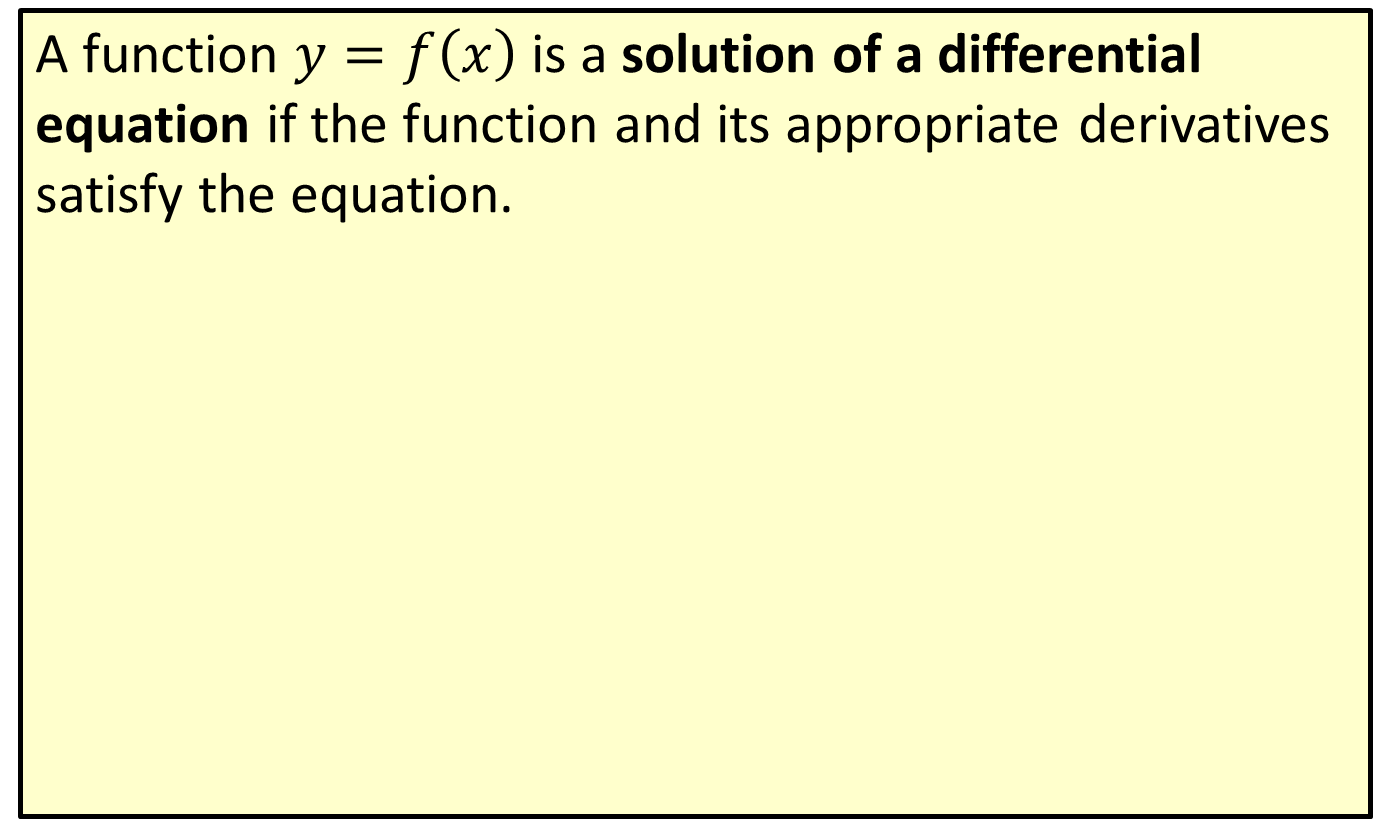 A function y = f(x) is a solution of a differential
equation if the function and its appropriate derivatives
satisfy the equation.